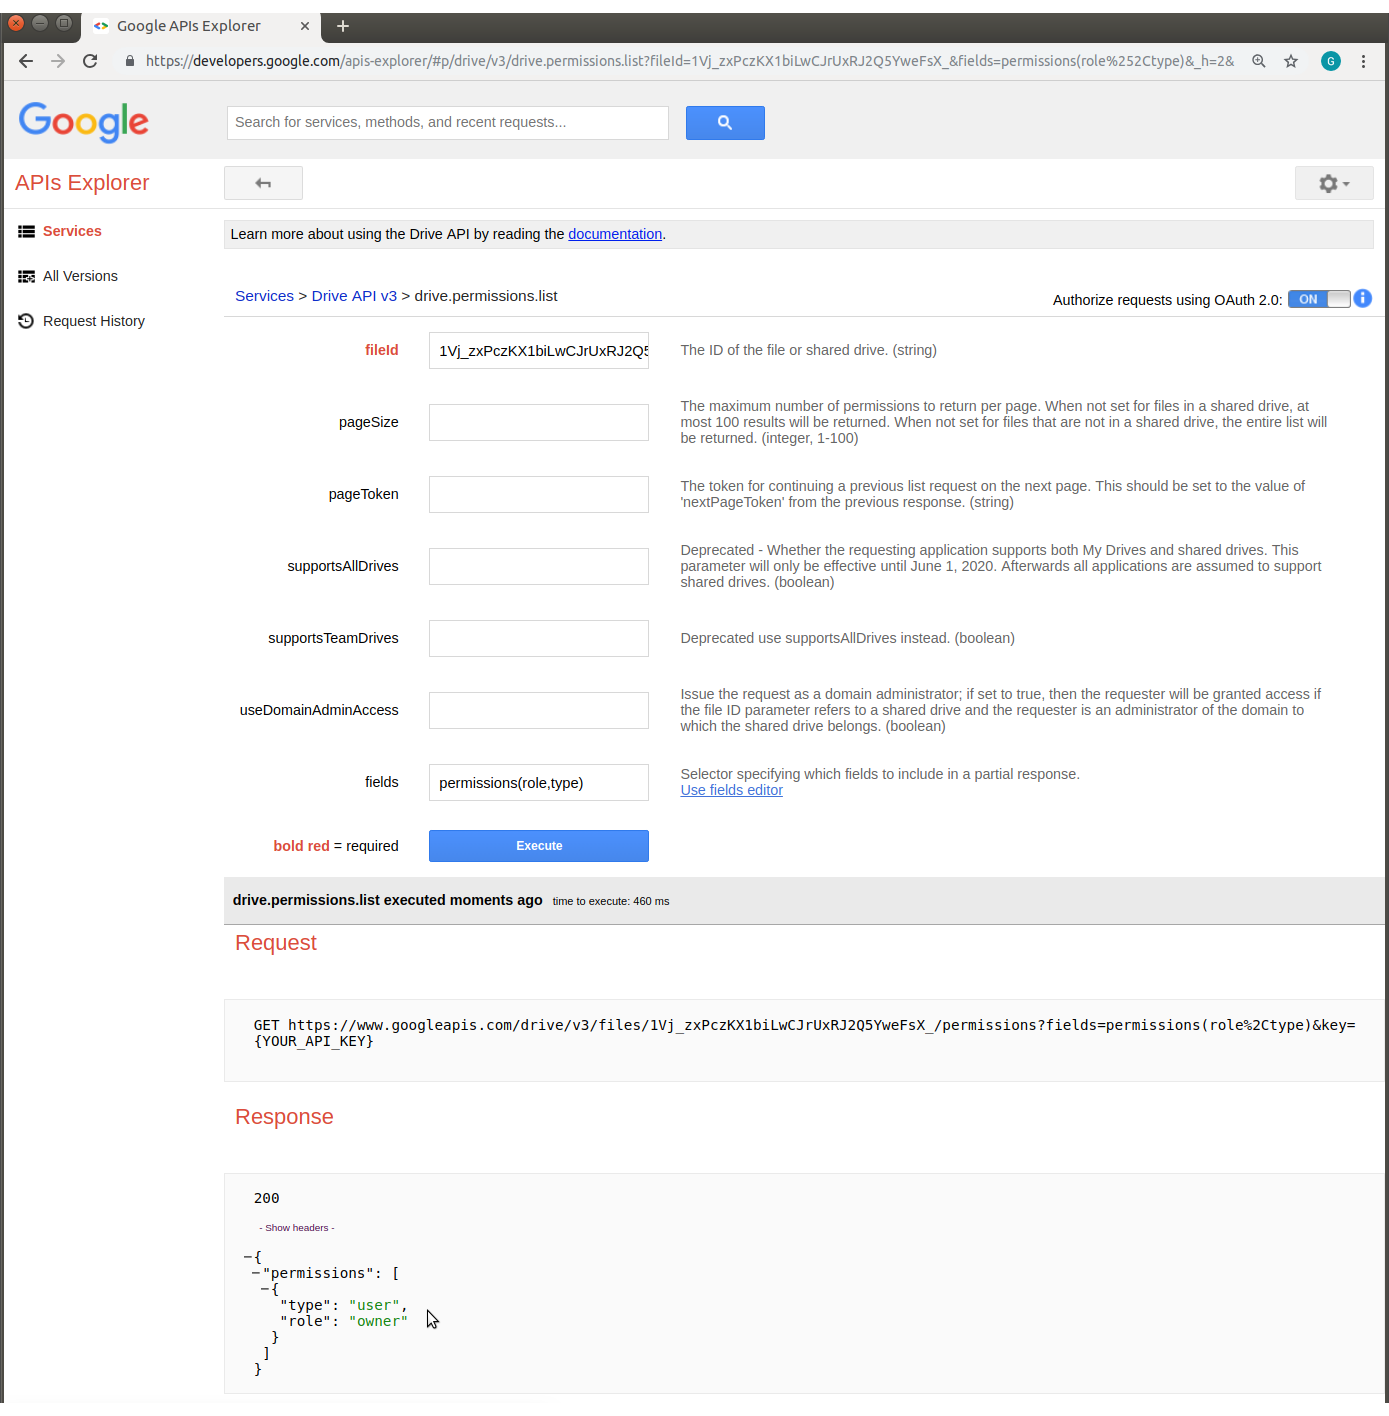 Google APIs Explorer
https://developers.google.com/apis-explorer/#p/drive/v3/drive.permissions.list?fileId=1Vj_zxPczKX1biLwCJrUxRJ2Q5YweFsX_&fields=permissions(role%252Ctype)&_h=2&
G
Google
Search for services, methods, and recent requests...
APIs Explorer
Services
All Versions
Request History
Learn more about using the Drive API by reading the documentation.
Services > Drive API v3 > drive.permissions.list
Authorize requests using OAuth 2.0: ON
fileId
1Vj_zxPczKX1biLwCJrUxRJ2Q5
The ID of the file or shared drive. (string)
pageSize
The maximum number of permissions to return per page. When not set for files in a shared drive, at
most 100 results will be returned. When not set for files that are not in a shared drive, the entire list will
be returned. (integer, 1-100)
pageToken
The token for continuing a previous list request on the next page. This should be set to the value of
'nextPageToken' from the previous response. (string)
supportsAllDrives
Deprecated - Whether the requesting application supports both My Drives and shared drives. This
parameter will only be effective until June 1, 2020. Afterwards all applications are assumed to support
shared drives. (boolean)
supportsTeamDrives
Deprecated use supportsAllDrives instead. (boolean)
useDomainAdminAccess
Issue the request as a domain administrator; if set to true, then the requester will be granted access if
the file ID parameter refers to a shared drive and the requester is an administrator of the domain to
which the shared drive belongs. (boolean)
fields
permissions(role,type)
Selector specifying which fields to include in a partial response.
Use fields editor
bold red = required
Execute
drive.permissions.list executed moments ago time to execute: 460 ms
Request
GET https://www.googleapis.com/drive/v3/files/1Vj_zxPczKX1biLwCJrUxRJ2Q5YweFsX_/permissions?fields=permissions(role%2Ctype)&key=
{YOUR_API_KEY}
Response
200
- Show headers -
{
"permissions": [
{
"type": "user",
"role": "owner"
}
]
}